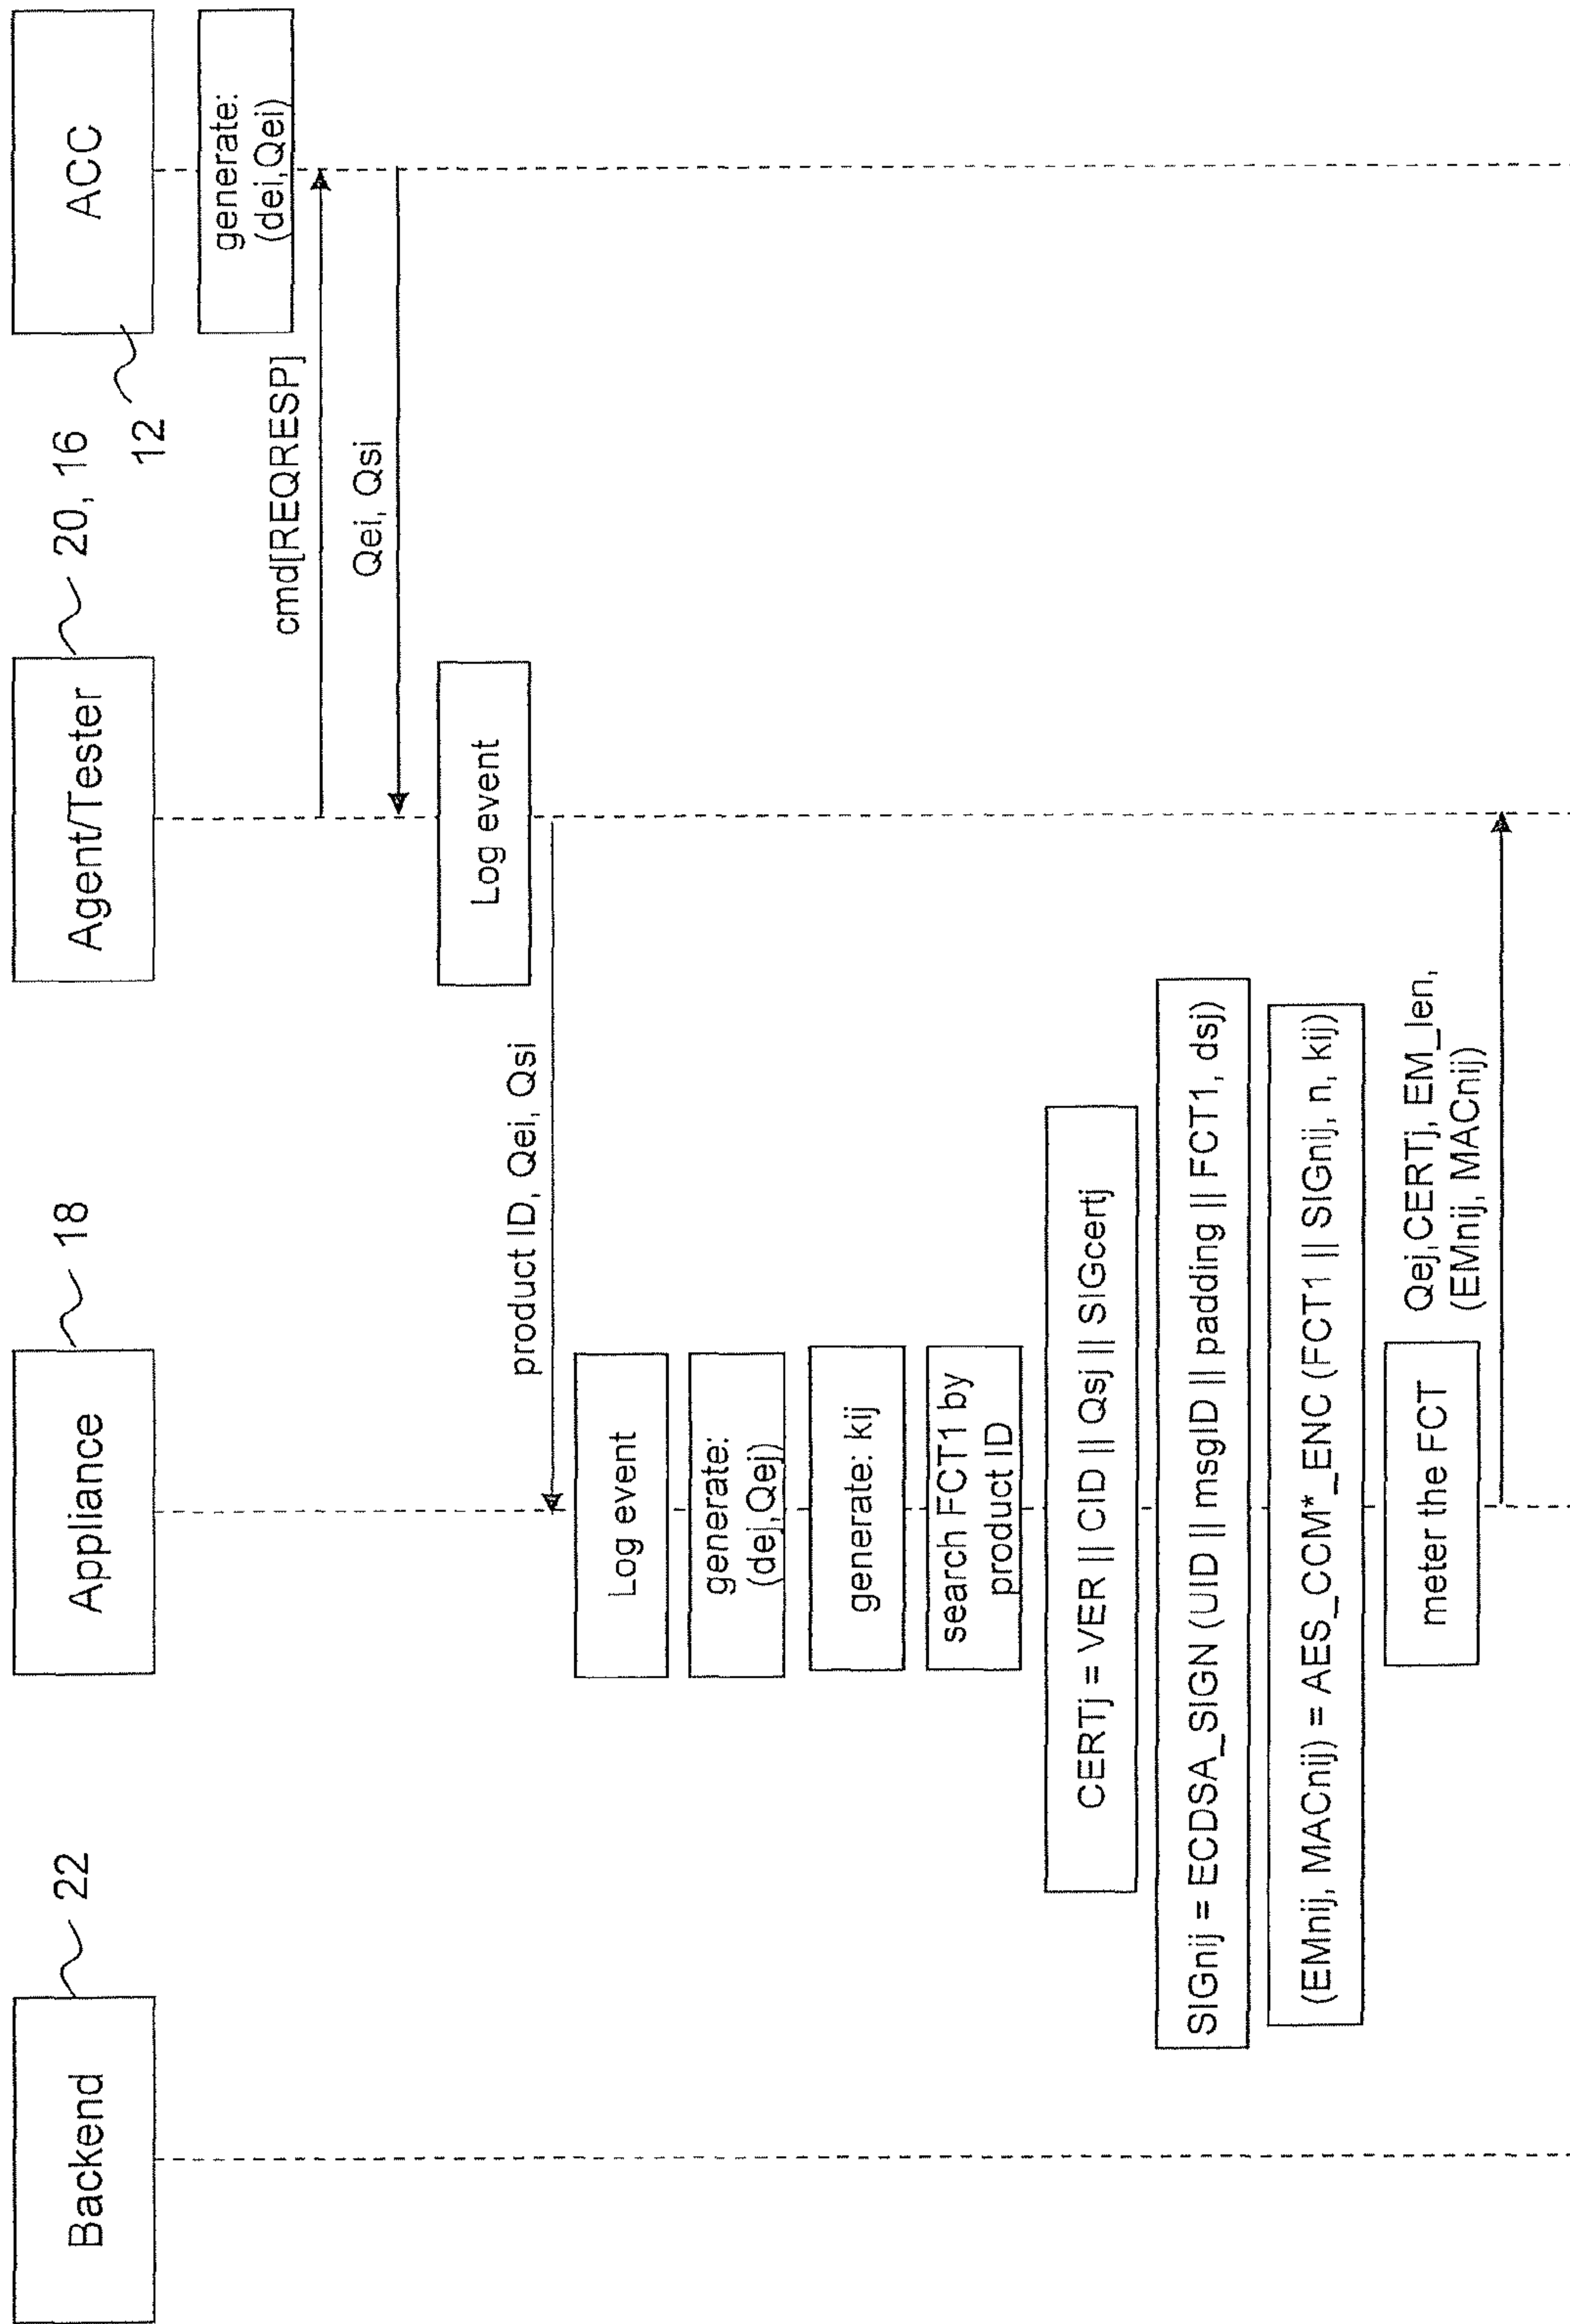 Backend
22
Appliance
18
Agent/Tester
20, 16
ACC
12
generate:
(dei,Qei)
cmd[REQRESP]
Qei, Qsi
Log event
product ID, Qei, Qsi
Log event
generate:
(dej,Qej)
generate: kij
search FCT1 by
product ID
CERTj = VER || CID || Qsj || SIGcertj
SIGnij = ECDSA_SIGN (UID || msgID || padding || FCT1, dsj)
(EMnij, MACnij) = AES_CCM*_ENC (FCT1 || SIGnij, n, kij)
meter the FCT
Qej,CERTj, EM_len,
(EMnij, MACnij)